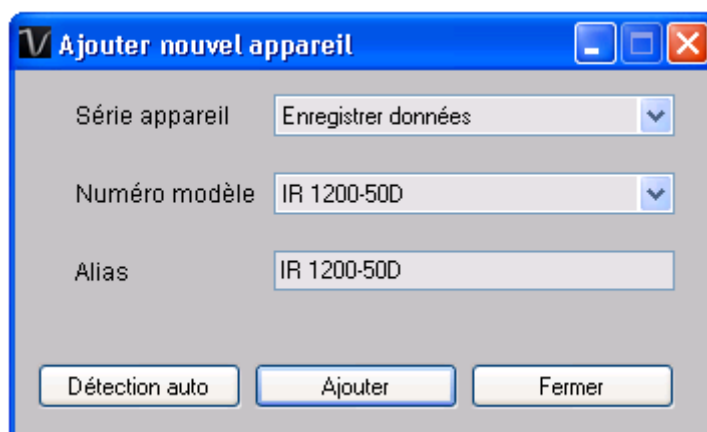 Ajouter nouvel appareil
Série appareil Enregistrer données
Numéro modèle IR 1200-50D
Alias IR 1200-50D
Détection auto Ajouter Fermer